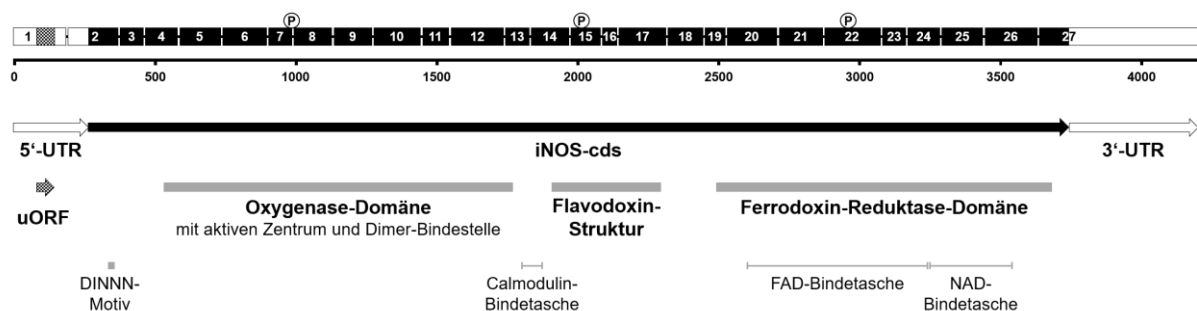 P P P
1 2 3 4 5 6 7 8 9 10 11 12 13 14 15 16 17 18 19 20 21 22 23 24 25 26 27
0 500 1000 1500 2000 2500 3000 3500 4000
5‘-UTR iNOS-cds 3‘-UTR
uORF Oxygenase-Domäne Flavodoxin- Ferrodoxin-Reduktase-Domäne
mit aktiven Zentrum und Dimer-Bindestelle Struktur
DINNN- Calmodulin- FAD-Bindetasche NAD-
Motiv Bindetasche Bindetasche